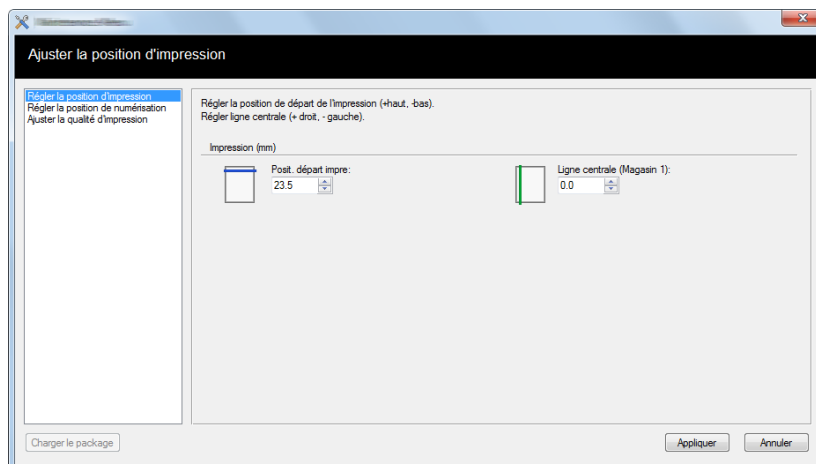 Ajuster la position d'impression
Régler la position d'impression
Régler la position de numérisation
Ajuster la qualité d'impression
Régler la position de départ de l'impression (+haut, -bas).
Régler ligne centrale (+ droit, - gauche).
Impression (mm)
Posit. départ impre:
23.5
Ligne centrale (Magasin 1):
0.0
Charger le package
Appliquer
Annuler